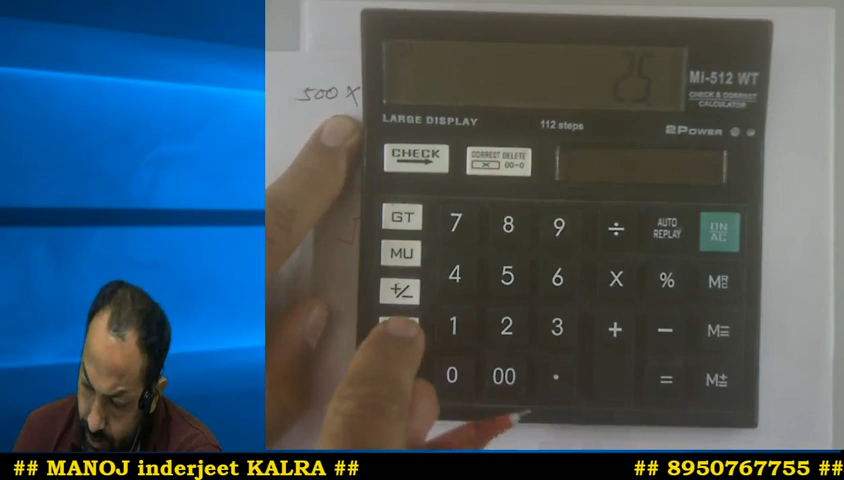 25
Mi-512 WT
CHECK & CORRECT
CALCULATOR
500 X
LARGE DISPLAY
112 steps
2POWER
CHECK
CORRECT DELETE
X 00→0
GT
7
8
9
÷
AUTO
REPLAY
ON
AC
MU
+/-
4
5
6
X
%
1
2
3
+
−
M=
0
00
.
=
## MANOJ inderjeet KALRA ##
## 8950767755 ##